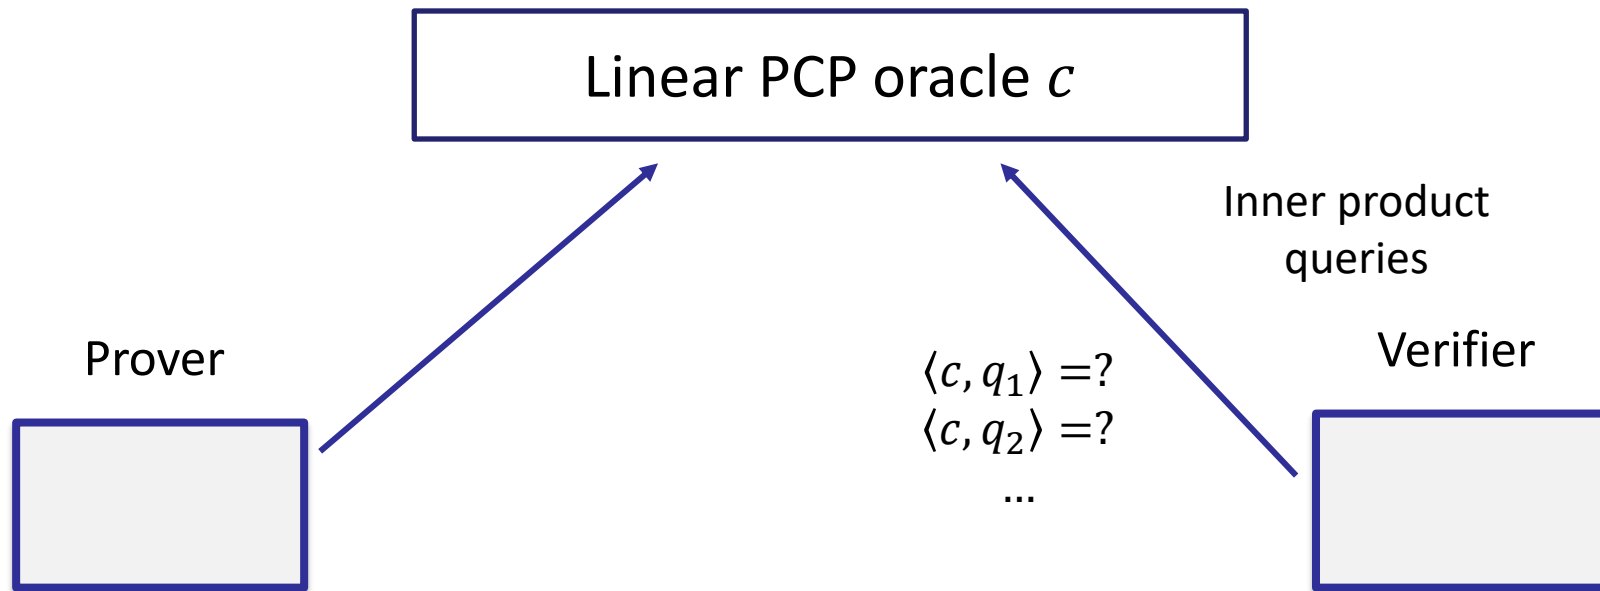 Linear PCP oracle c
Inner product
queries
Prover
Verifier
⟨c, q₁⟩ =?
⟨c, q₂⟩ =?
...